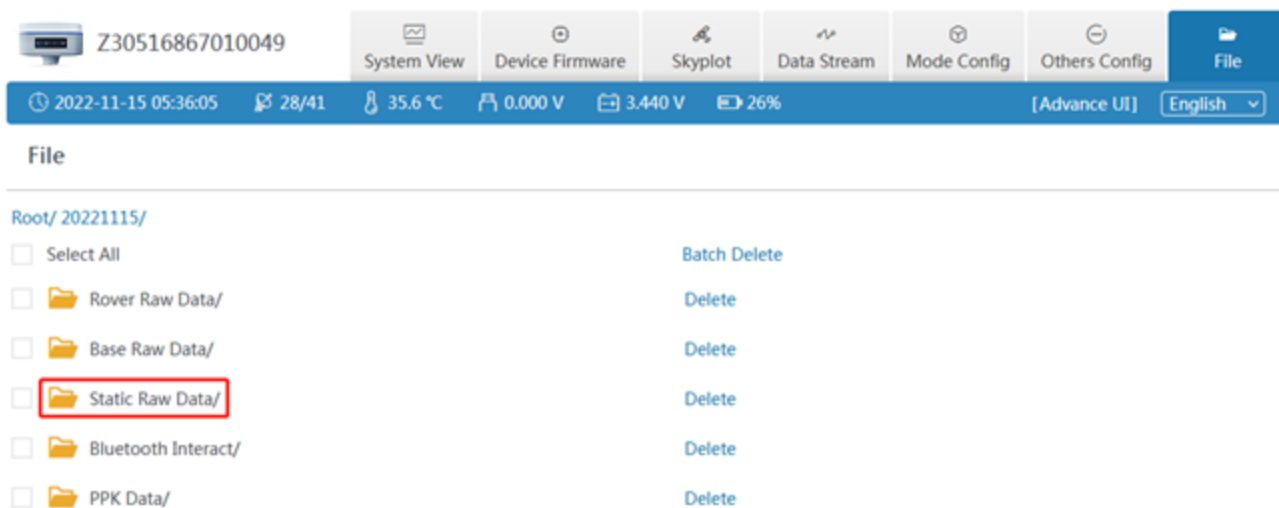 Z30516867010049
System View Device Firmware Skyplot Data Stream Mode Config Others Config File
2022-11-15 05:36:05 28/41 35.6 ℃ 0.000 V 3.440 V 26% [Advance UI] English
File
Root/ 20221115/
Select All Batch Delete
Rover Raw Data/ Delete
Base Raw Data/ Delete
Static Raw Data/ Delete
Bluetooth Interact/ Delete
PPK Data/ Delete